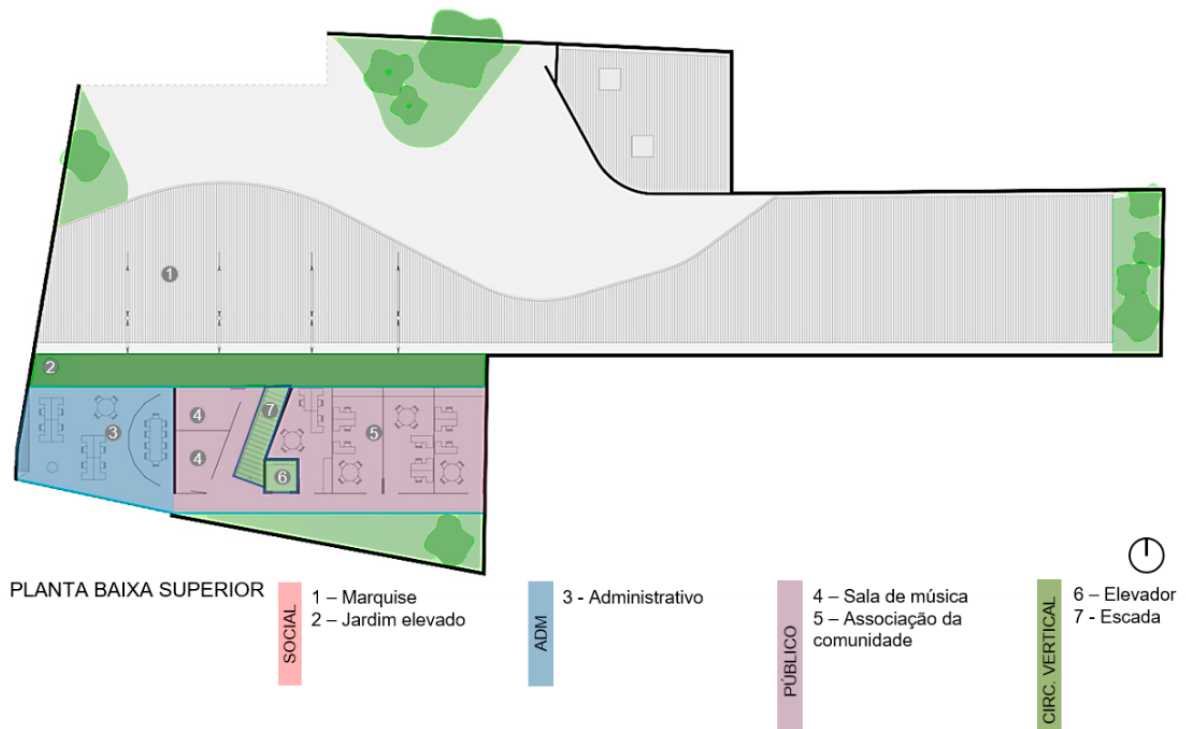 1
2
3
4
4
7
6
5
PLANTA BAIXA SUPERIOR
SOCIAL
1 – Marquise
2 – Jardim elevado
ADM
3 - Administrativo
PÚBLICO
4 – Sala de música
5 – Associação da
comunidade
CIRC. VERTICAL
6 – Elevador
7 - Escada